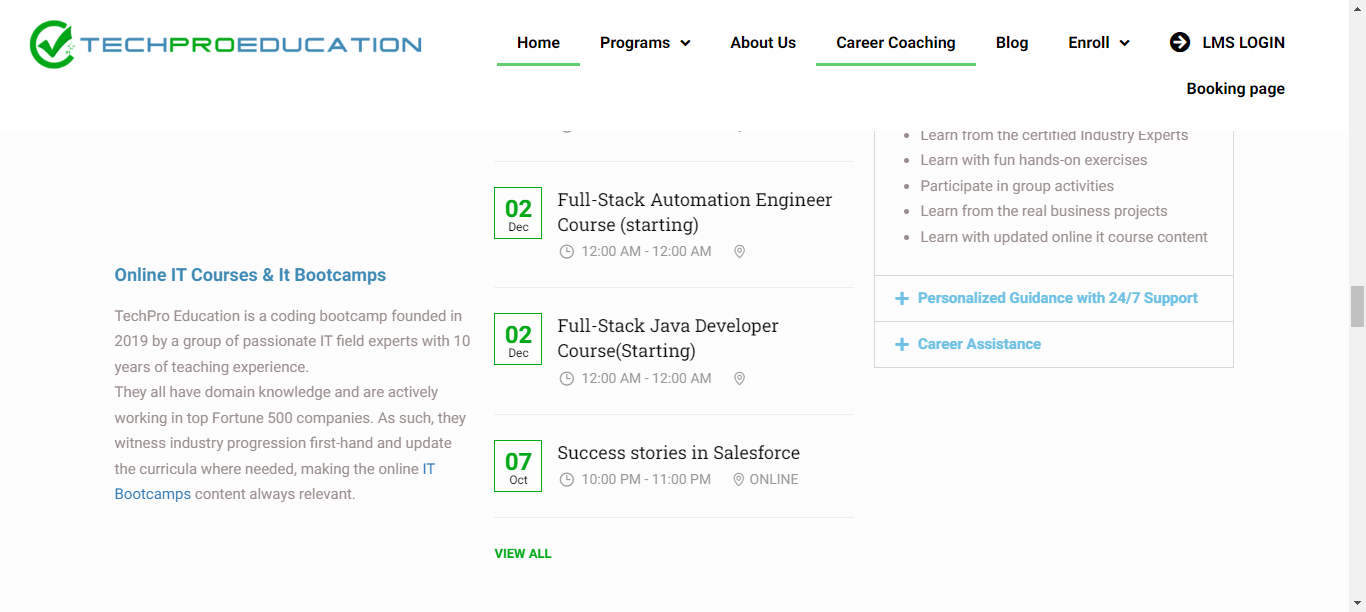 TECHPROEDUCATION
Home
Programs
About Us
Career Coaching
Blog
Enroll
LMS LOGIN
Booking page
Online IT Courses & It Bootcamps
TechPro Education is a coding bootcamp founded in
2019 by a group of passionate IT field experts with 10
years of teaching experience.
They all have domain knowledge and are actively
working in top Fortune 500 companies. As such, they
witness industry progression first-hand and update
the curricula where needed, making the online IT
Bootcamps content always relevant.
02
Dec
Full-Stack Automation Engineer
Course (starting)
12:00 AM - 12:00 AM
02
Dec
Full-Stack Java Developer
Course(Starting)
12:00 AM - 12:00 AM
07
Oct
Success stories in Salesforce
10:00 PM - 11:00 PM
ONLINE
VIEW ALL
Learn from the certified Industry Experts
Learn with fun hands-on exercises
Participate in group activities
Learn from the real business projects
Learn with updated online it course content
Personalized Guidance with 24/7 Support
Career Assistance